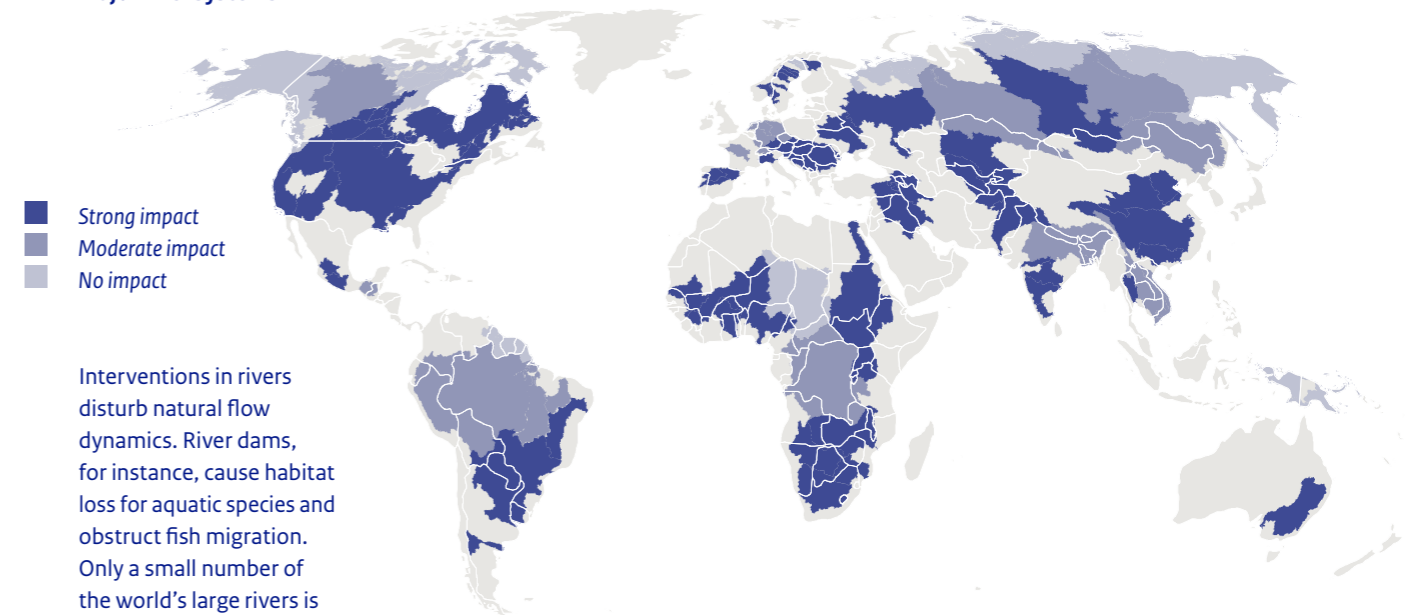 Strong impact
Moderate impact
No impact
Interventions in rivers
disturb natural flow
dynamics. River dams,
for instance, cause habitat
loss for aquatic species and
obstruct fish migration.
Only a small number of
the world’s large rivers is